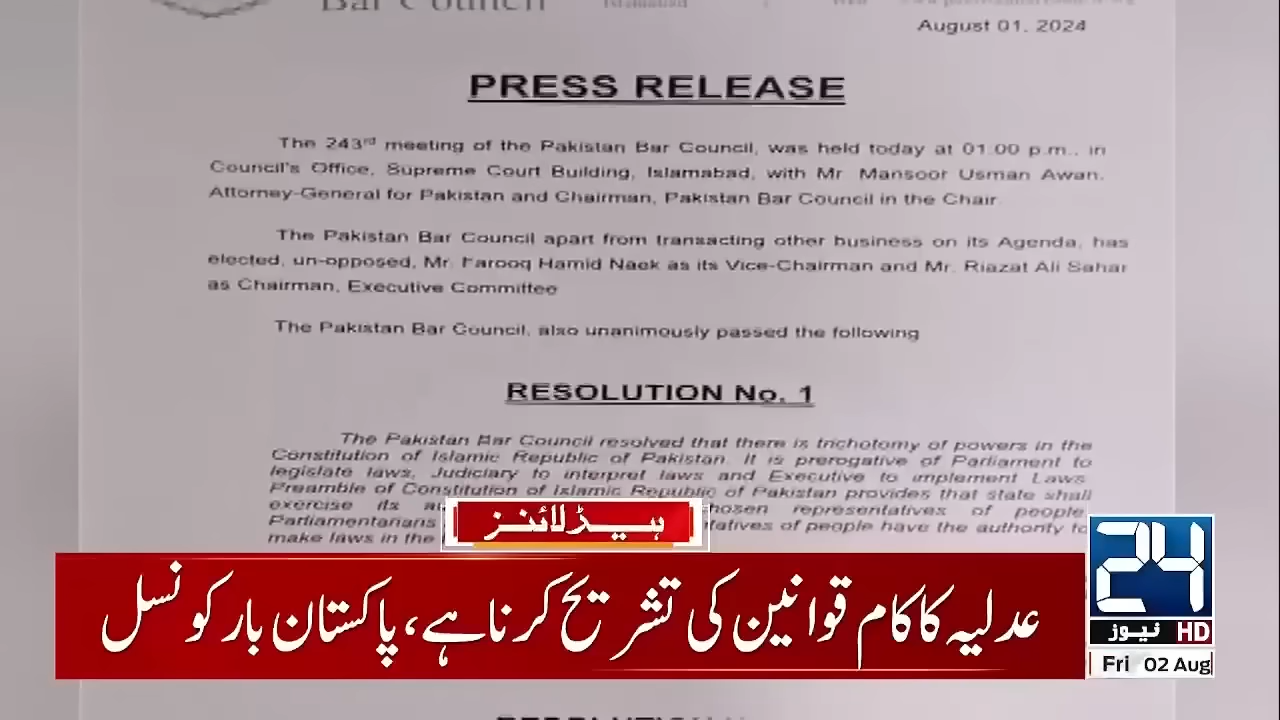 Bar Council
Islamabad
August 01, 2024
PRESS RELEASE
The 243rd meeting of the Pakistan Bar Council, was held today at 01:00 p.m., in
Council's Office, Supreme Court Building, Islamabad, with Mr. Mansoor Usman Awan,
Attorney-General for Pakistan and Chairman, Pakistan Bar Council in the Chair.
The Pakistan Bar Council apart from transacting other business on its Agenda, has
elected, un-opposed, Mr. Farooq Hamid Naek as its Vice-Chairman and Mr. Riazat Ali Sahar
as Chairman, Executive Committee
The Pakistan Bar Council, also unanimously passed the following
RESOLUTION No. 1
The Pakistan Bar Council resolved that there is trichotomy of powers in the
Constitution of Islamic Republic of Pakistan. It is prerogative of Parliament to
legislate laws, Judiciary to interpret laws and Executive to implement Laws.
Preamble of Constitution of Islamic Republic of Pakistan provides that state shall
exercise its representatives of people.
Parliamentarians of people have the authority to
make laws in the
ہیڈلائنز
عدلیہ کا کام قوانین کی تشریح کرنا ہے، پاکستان بار کونسل
24
نیوز HD
Fri 02 Aug